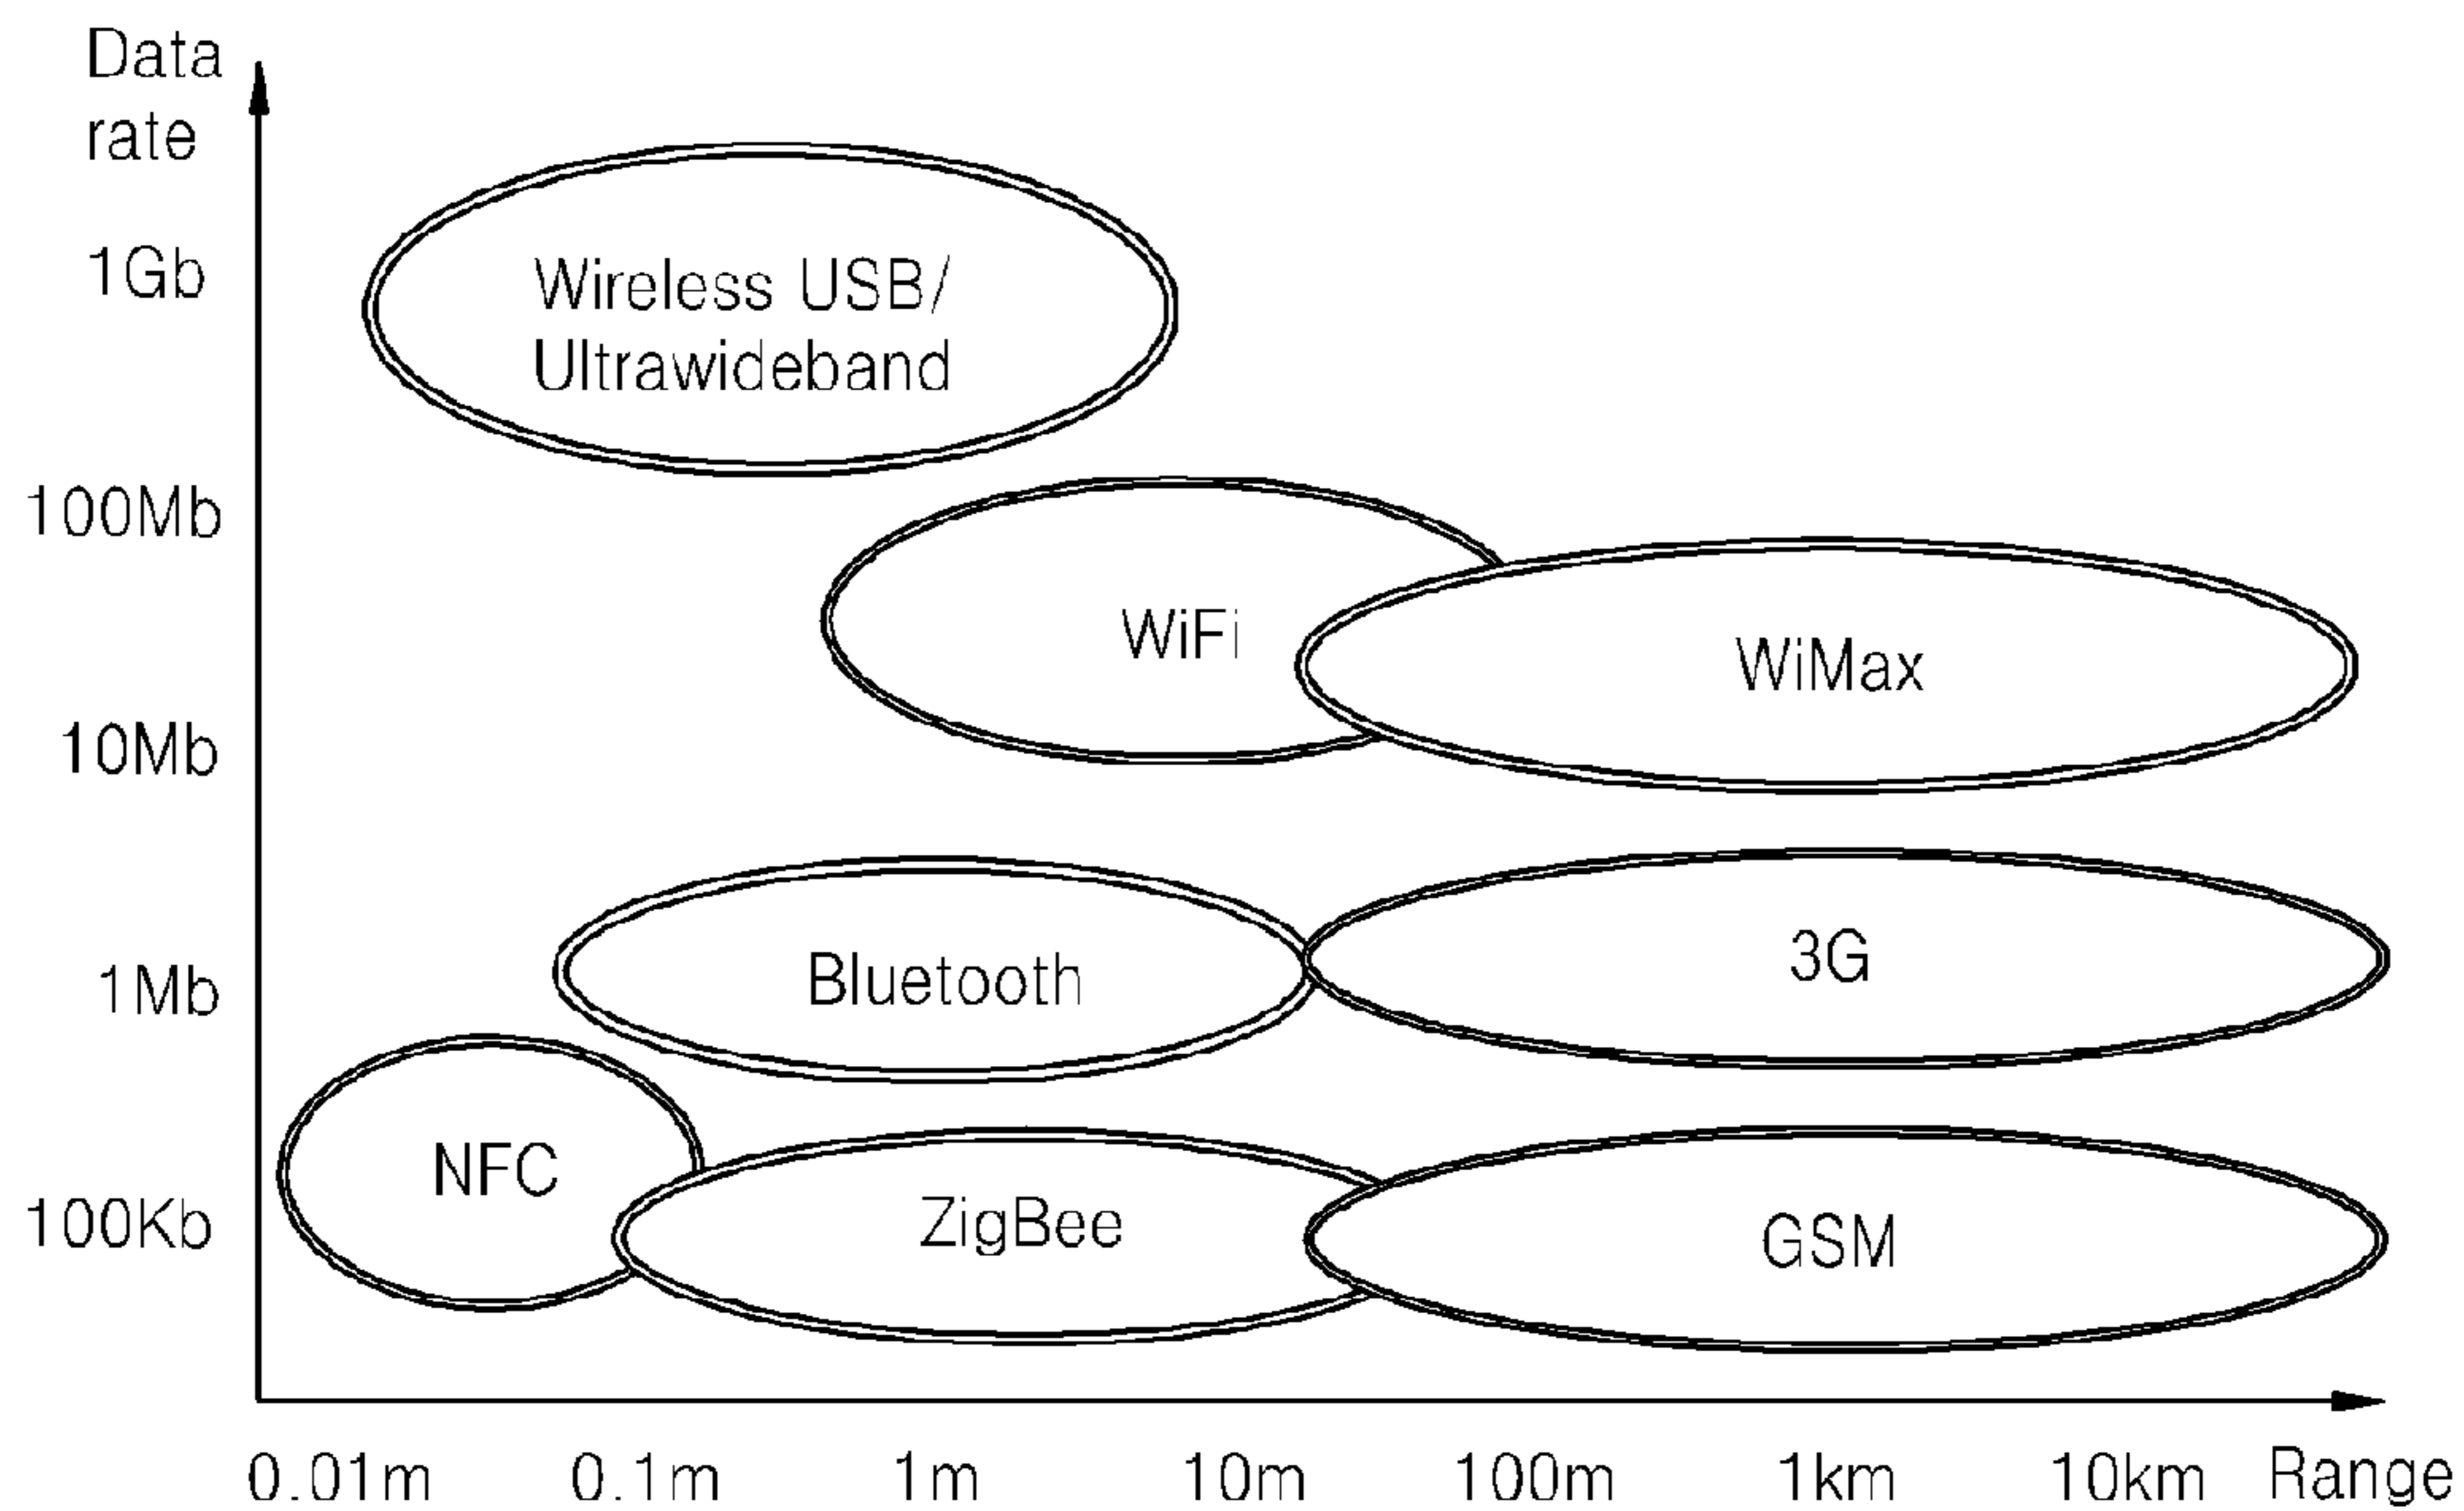 Data
rate
1Gb
Wireless USB/
Ultrawideband
100Mb
WiFi
WiMax
10Mb
Bluetooth
3G
1Mb
NFC
ZigBee
GSM
100Kb
0.01m
0.1m
1m
10m
100m
1km
10km
Range